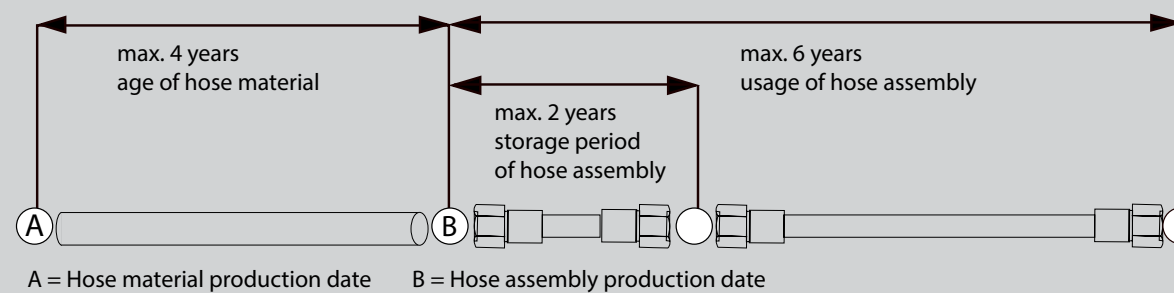 max. 4 years
age of hose material
max. 6 years
usage of hose assembly
max. 2 years
storage period
of hose assembly
A
B
A = Hose material production date
B = Hose assembly production date